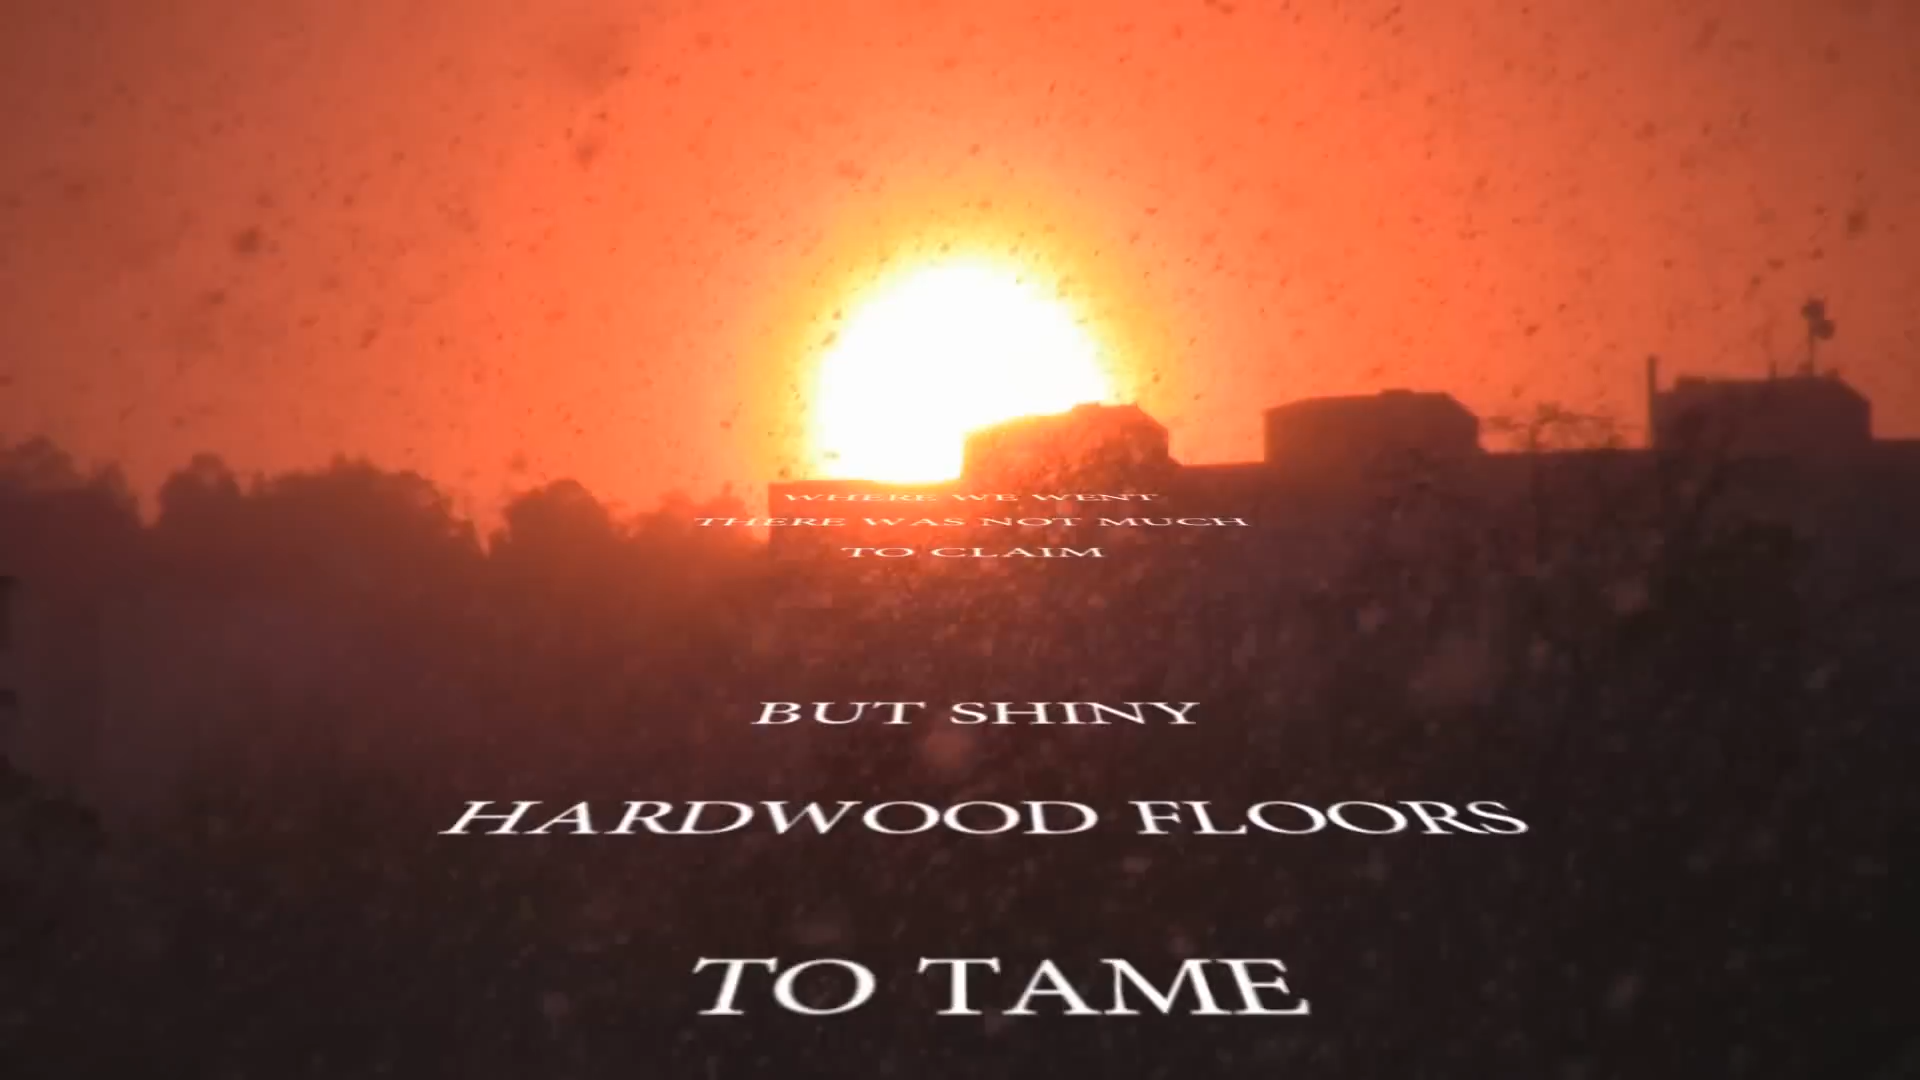 WHERE WE WENT
THERE WAS NOT MUCH
TO CLAIM
BUT SHINY
HARDWOOD FLOORS
TO TAME